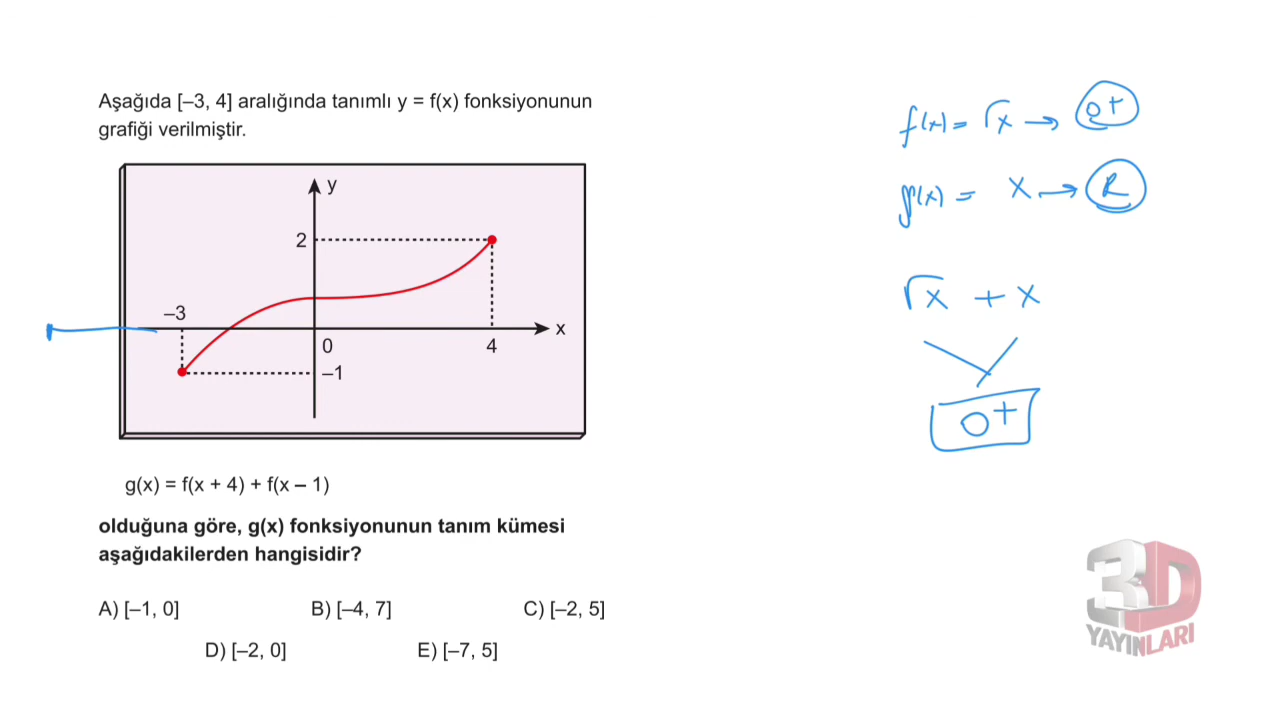 Aşağıda [–3, 4] aralığında tanımlı y = f(x) fonksiyonunun
grafiği verilmiştir.
y
2
–3
x
0
4
–1
g(x) = f(x + 4) + f(x – 1)
olduğuna göre, g(x) fonksiyonunun tanım kümesi
aşağıdakilerden hangisidir?
A) [–1, 0] B) [–4, 7] C) [–2, 5]
D) [–2, 0] E) [–7, 5]
f(x) = √x → 0+
g(x) = x → R
√x + x
0+
3D
YAYINLARI